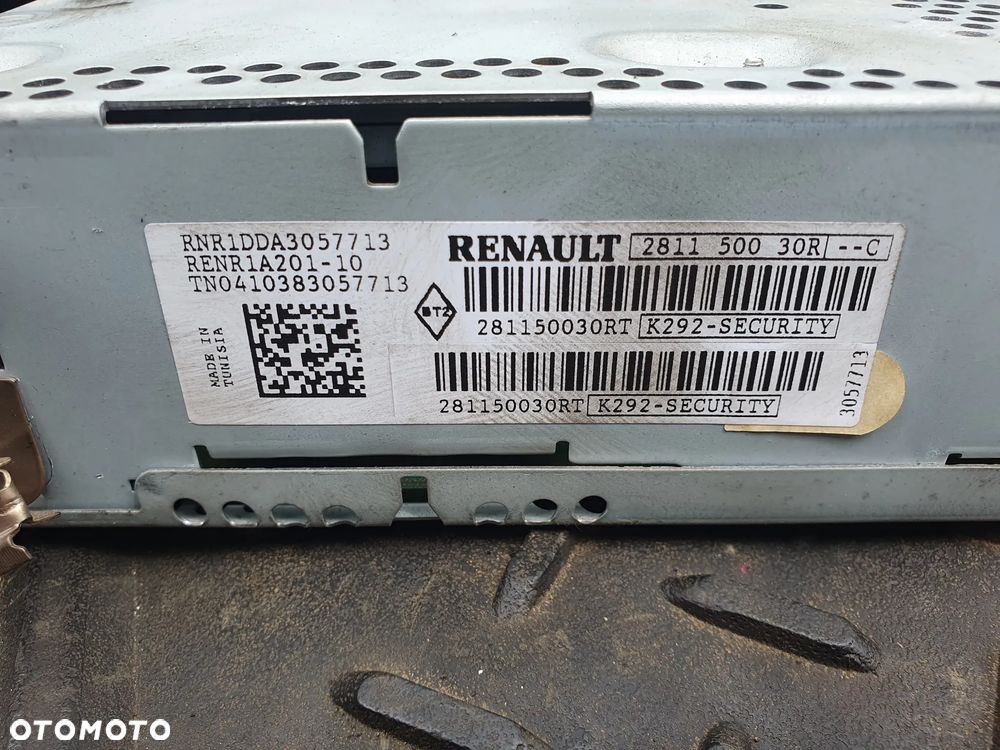 RNR1DDA3057713
RENR1A201-10
TN0410383057713
MADE IN
TUNISIA
RENAULT 2811 500 30R --C
BT2
281150030RT K292-SECURITY
281150030RT K292-SECURITY
3057713
OTOMOTO